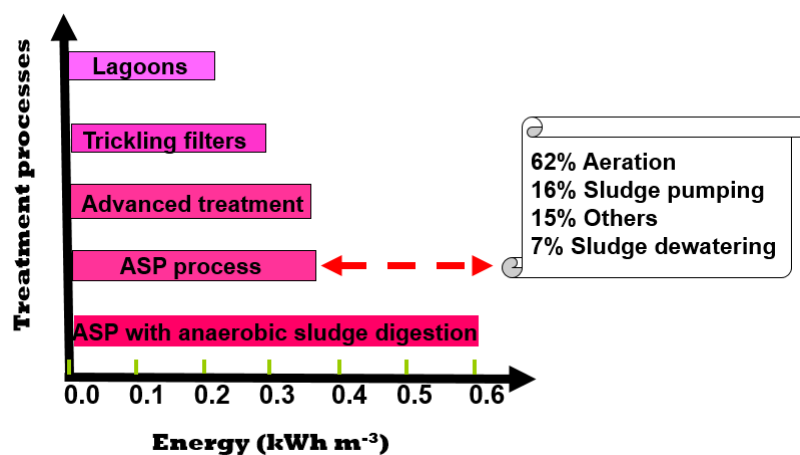 Treatment processes
Lagoons
Trickling filters
Advanced treatment
ASP process
ASP with anaerobic sludge digestion
62% Aeration
16% Sludge pumping
15% Others
7% Sludge dewatering
0.0 0.1 0.2 0.3 0.4 0.5 0.6
Energy (kWh m⁻³)